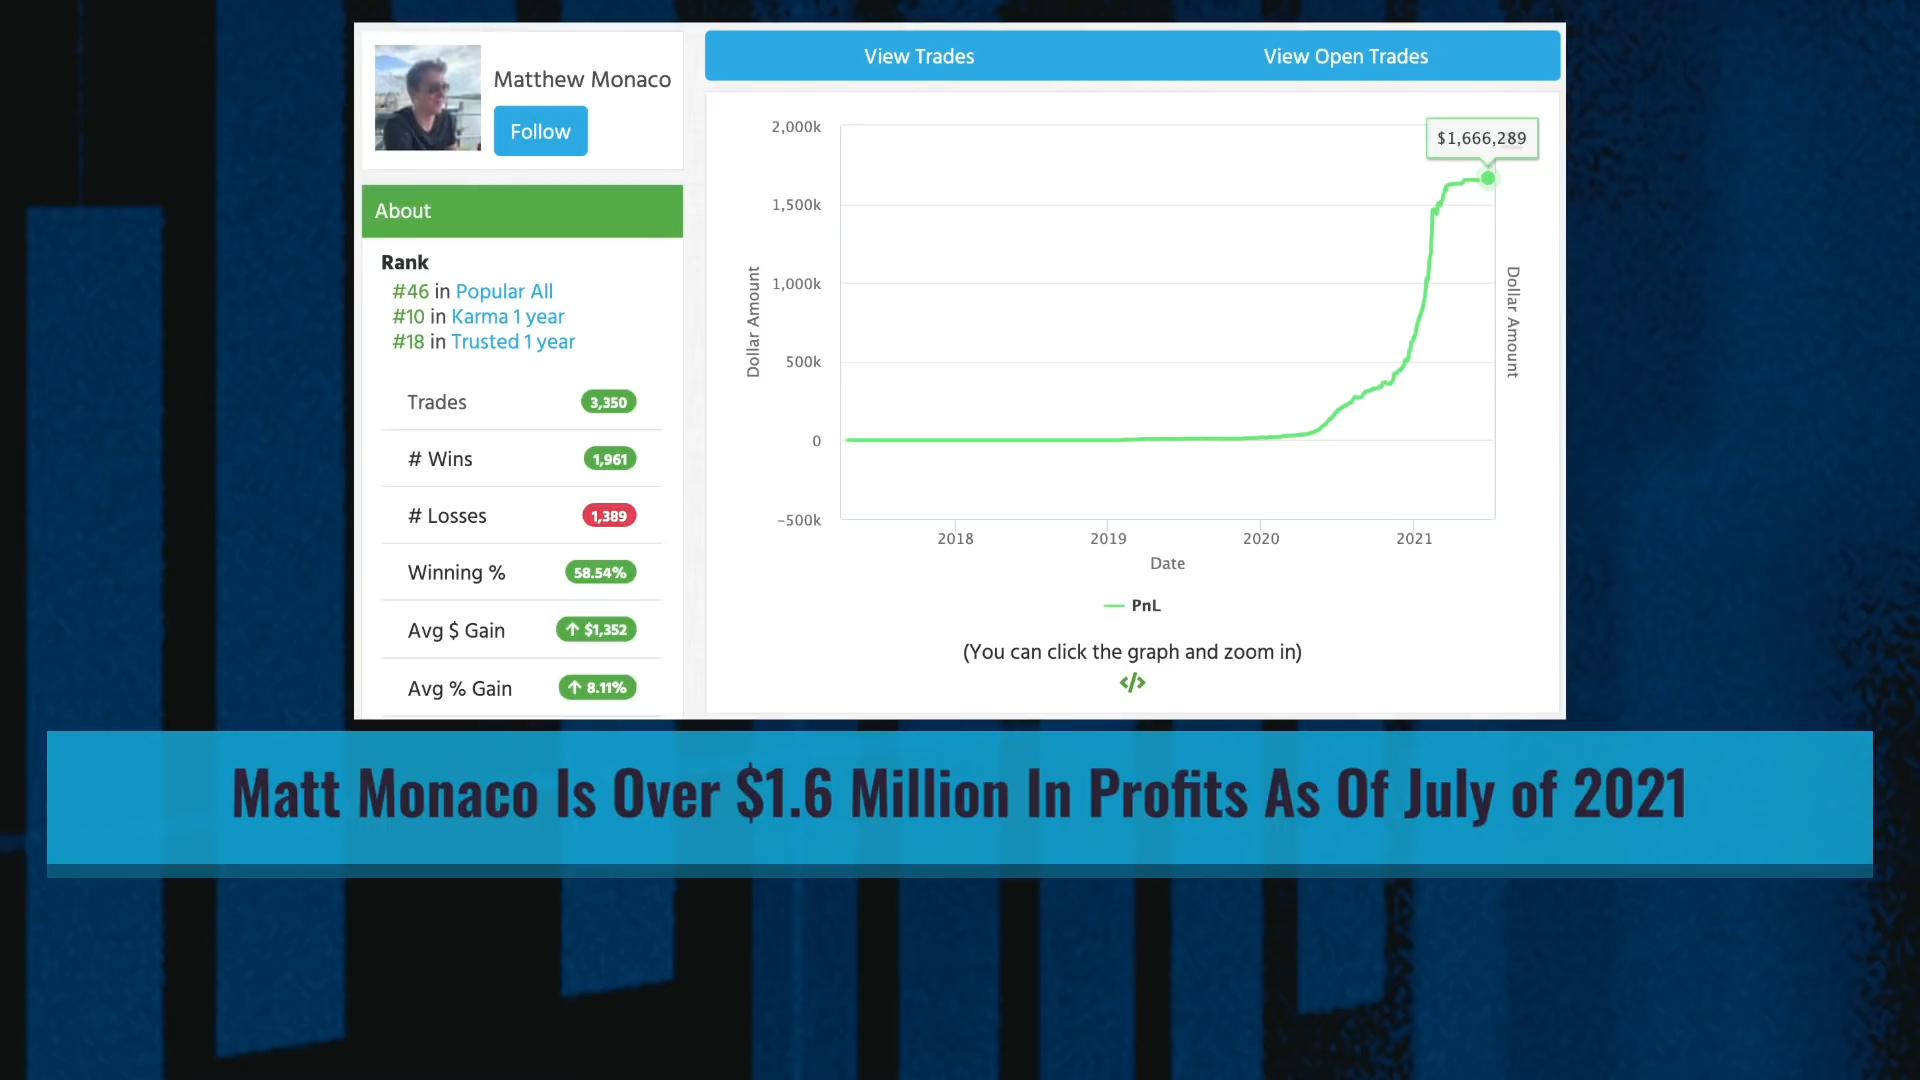 Matthew Monaco
Follow
About
Rank
#46 in Popular All
#10 in Karma 1 year
#18 in Trusted 1 year
Trades 3,350
# Wins 1,961
# Losses 1,389
Winning % 58.54%
Avg $ Gain ↑ $1,352
Avg % Gain ↑ 8.11%
View Trades View Open Trades
$1,666,289
2,000k
1,500k
1,000k
500k
0
-500k
Dollar Amount
Dollar Amount
2018 2019 2020 2021
Date
PnL
(You can click the graph and zoom in)
</>
Matt Monaco Is Over $1.6 Million In Profits As Of July of 2021